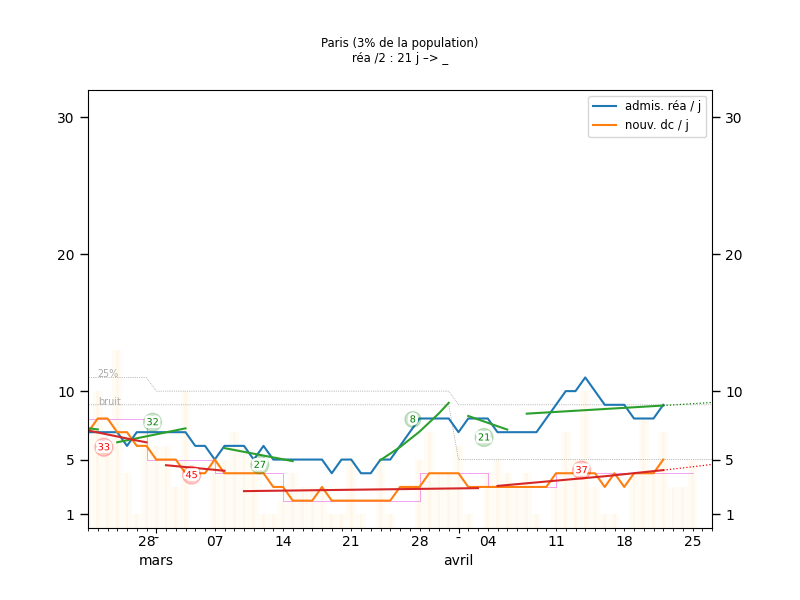 Paris (3% de la population)
réa /2 : 21 j –> _
admis. réa / j
nouv. dc / j
30 30
20 20
10 10
5 5
1 1
25%
bruit
33
32
45
27
8
21
37
28 - 07 14 21 28 - 04 11 18 25
mars avril